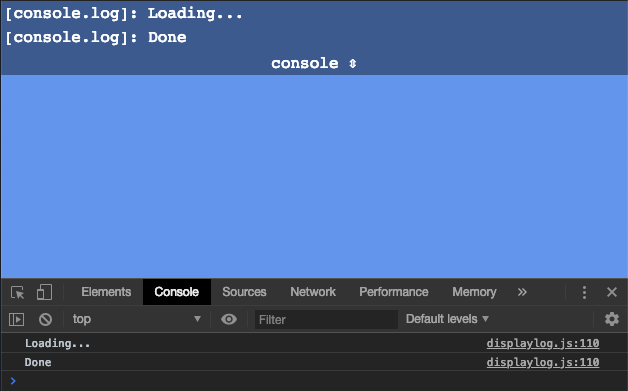 [console.log]: Loading...
[console.log]: Done
console ⇕
Elements Console Sources Network Performance Memory »
top Filter Default levels
Loading... displaylog.js:110
Done displaylog.js:110